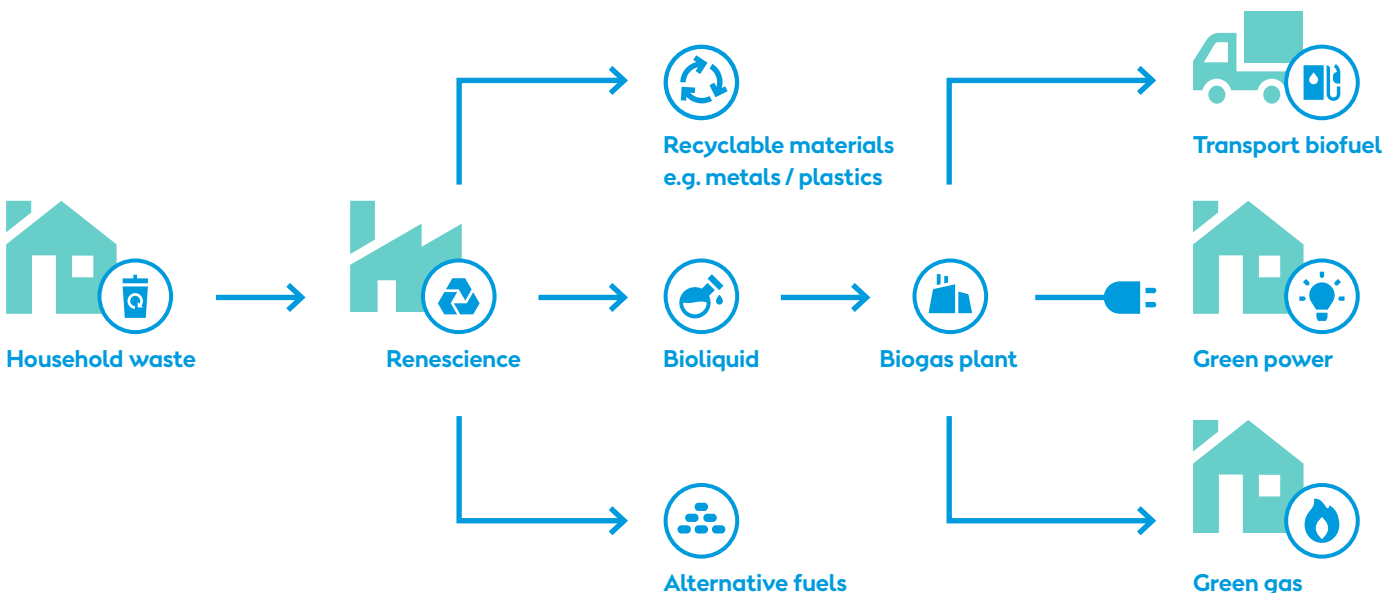 Recyclable materials
e.g. metals / plastics
Transport biofuel
Household waste
Renescience
Bioliquid
Biogas plant
Green power
Alternative fuels
Green gas